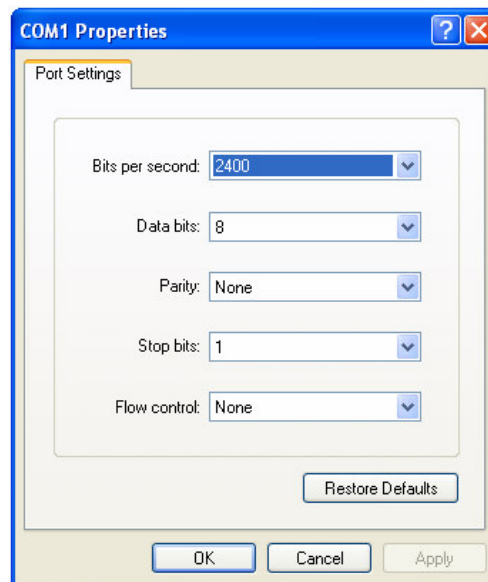 COM1 Properties
Port Settings
Bits per second: 2400
Data bits: 8
Parity: None
Stop bits: 1
Flow control: None
Restore Defaults
OK Cancel Apply